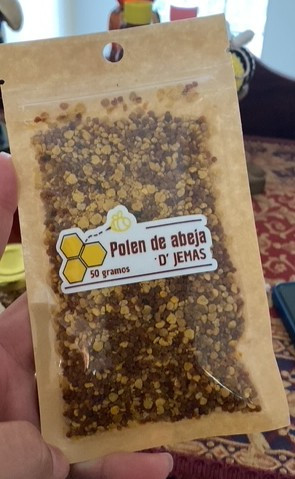 Polen de abeja
D' JEMAS
50 gramos